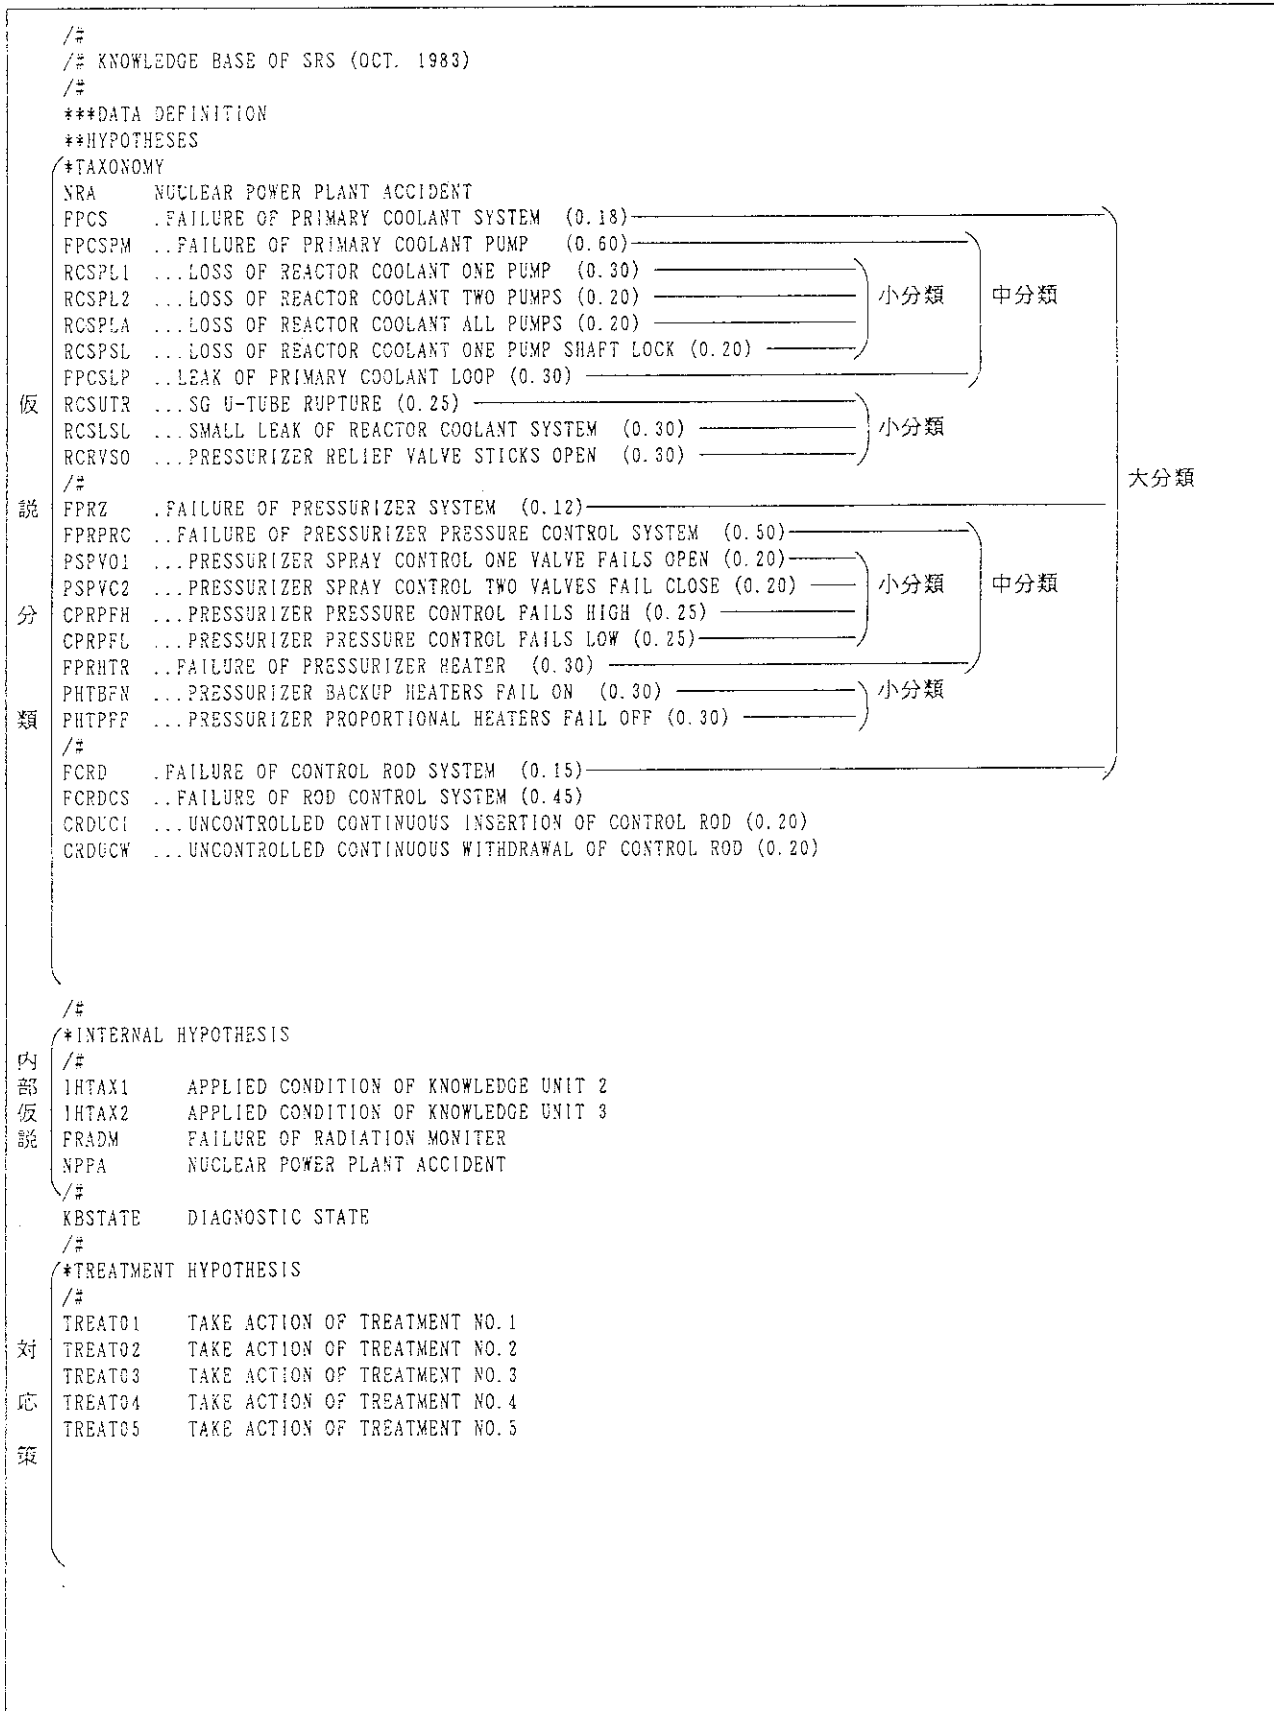 /#
/# KNOWLEDGE BASE OF SRS (OCT. 1983)
/#
***DATA DEFINITION
**HYPOTHESES
*TAXONOMY
NRA NUCLEAR POWER PLANT ACCIDENT
FPCS .FAILURE OF PRIMARY COOLANT SYSTEM (0.18)
FPCSPM ..FAILURE OF PRIMARY COOLANT PUMP (0.60)
RCSPL1 ...LOSS OF REACTOR COOLANT ONE PUMP (0.30)
RCSPL2 ...LOSS OF REACTOR COOLANT TWO PUMPS (0.20) 小分類 中分類
RCSPLA ...LOSS OF REACTOR COOLANT ALL PUMPS (0.20)
RCSPSL ...LOSS OF REACTOR COOLANT ONE PUMP SHAFT LOCK (0.20)
FPCSLP ..LEAK OF PRIMARY COOLANT LOOP (0.30)
RCSUTR ...SG U-TUBE RUPTURE (0.25)
RCSLSL ...SMALL LEAK OF REACTOR COOLANT SYSTEM (0.30) 小分類
RCRVSO ...PRESSURIZER RELIEF VALVE STICKS OPEN (0.30)
/#
大分類
FPRZ .FAILURE OF PRESSURIZER SYSTEM (0.12)
FPRPRC ..FAILURE OF PRESSURIZER PRESSURE CONTROL SYSTEM (0.50)
PSPVO1 ...PRESSURIZER SPRAY CONTROL ONE VALVE FAILS OPEN (0.20)
PSPVC2 ...PRESSURIZER SPRAY CONTROL TWO VALVES FAIL CLOSE (0.20) 小分類 中分類
CPRPFH ...PRESSURIZER PRESSURE CONTROL FAILS HIGH (0.25)
CPRPFL ...PRESSURIZER PRESSURE CONTROL FAILS LOW (0.25)
FPRHTR ..FAILURE OF PRESSURIZER HEATER (0.30)
PHTBFN ...PRESSURIZER BACKUP HEATERS FAIL ON (0.30) 小分類
PHTPFF ...PRESSURIZER PROPORTIONAL HEATERS FAIL OFF (0.30)
/#
FCRD .FAILURE OF CONTROL ROD SYSTEM (0.15)
FCRDCS ..FAILURE OF ROD CONTROL SYSTEM (0.45)
CRDUCI ...UNCONTROLLED CONTINUOUS INSERTION OF CONTROL ROD (0.20)
CRDUCW ...UNCONTROLLED CONTINUOUS WITHDRAWAL OF CONTROL ROD (0.20)
仮説分類
/#
*INTERNAL HYPOTHESIS
/#
IHTAX1 APPLIED CONDITION OF KNOWLEDGE UNIT 2
IHTAX2 APPLIED CONDITION OF KNOWLEDGE UNIT 3
FRADM FAILURE OF RADIATION MONITER
NPPA NUCLEAR POWER PLANT ACCIDENT
/#
内部仮説
KBSTATE DIAGNOSTIC STATE
/#
*TREATMENT HYPOTHESIS
/#
TREAT01 TAKE ACTION OF TREATMENT NO.1
TREAT02 TAKE ACTION OF TREATMENT NO.2
TREAT03 TAKE ACTION OF TREATMENT NO.3
TREAT04 TAKE ACTION OF TREATMENT NO.4
TREAT05 TAKE ACTION OF TREATMENT NO.5
対応策